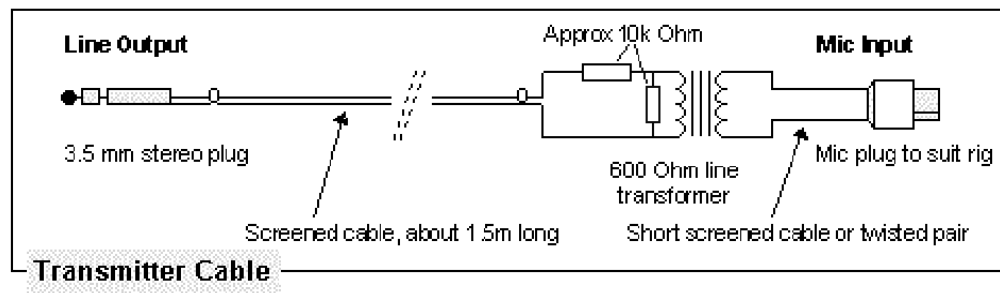 Line Output
Approx 10k Ohm
Mic Input
3.5 mm stereo plug
600 Ohm line
transformer
Mic plug to suit rig
Screened cable, about 1.5m long
Short screened cable or twisted pair
Transmitter Cable